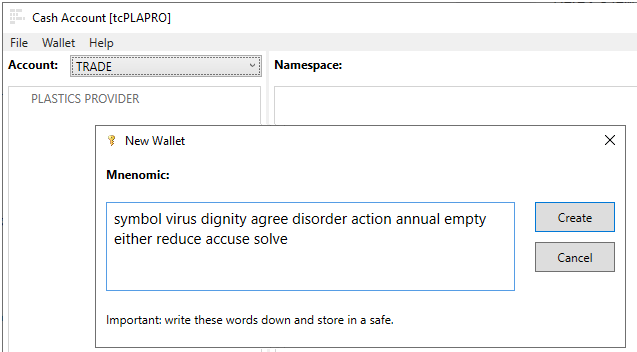 Cash Account [tcPLAPRO]
File Wallet Help
Account: TRADE Namespace:
PLASTICS PROVIDER
New Wallet
Mnenomic:
symbol virus dignity agree disorder action annual empty
either reduce accuse solve
Create
Cancel
Important: write these words down and store in a safe.